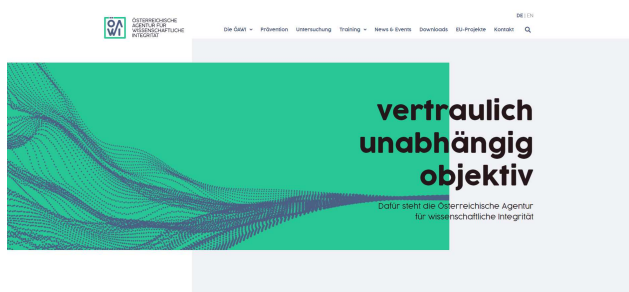 DE | EN
ÖAWI
ÖSTERREICHISCHE
AGENTUR FÜR
WISSENSCHAFTLICHE
INTEGRITÄT
Die ÖAWI Prävention Untersuchung Training News & Events Downloads EU-Projekte Kontakt
vertraulich
unabhängig
objektiv
Dafür steht die Österreichische Agentur
für wissenschaftliche Integrität